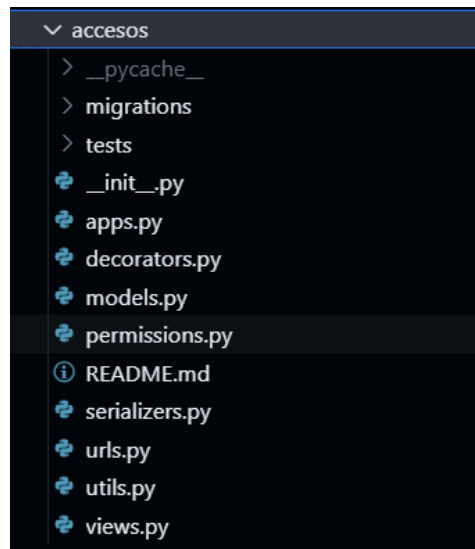 accesos
__pycache__
migrations
tests
__init__.py
apps.py
decorators.py
models.py
permissions.py
README.md
serializers.py
urls.py
utils.py
views.py